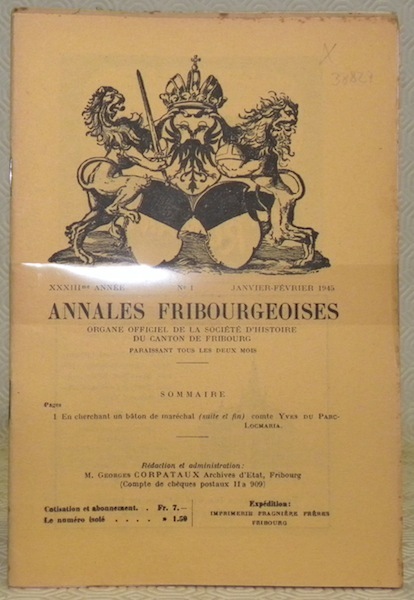 XXXIIIme ANNÉE No 1 JANVIER-FÉVRIER 1945
ANNALES FRIBOURGEOISES
ORGANE OFFICIEL DE LA SOCIÉTÉ D'HISTOIRE
DU CANTON DE FRIBOURG
PARAISSANT TOUS LES DEUX MOIS
SOMMAIRE
Pages
1 En cherchant un bâton de maréchal (suite et fin) comte YVES DU PARC-
LOCMARIA.
Rédaction et administration:
M. GEORGES CORPATAUX Archives d'Etat, Fribourg
(Compte de chèques postaux II a 909)
Cotisation et abonnement. . Fr. 7.—
Le numéro isolé . . . . » 1.50
Expédition:
IMPRIMERIE FRAGNIÈRE FRÈRES
FRIBOURG